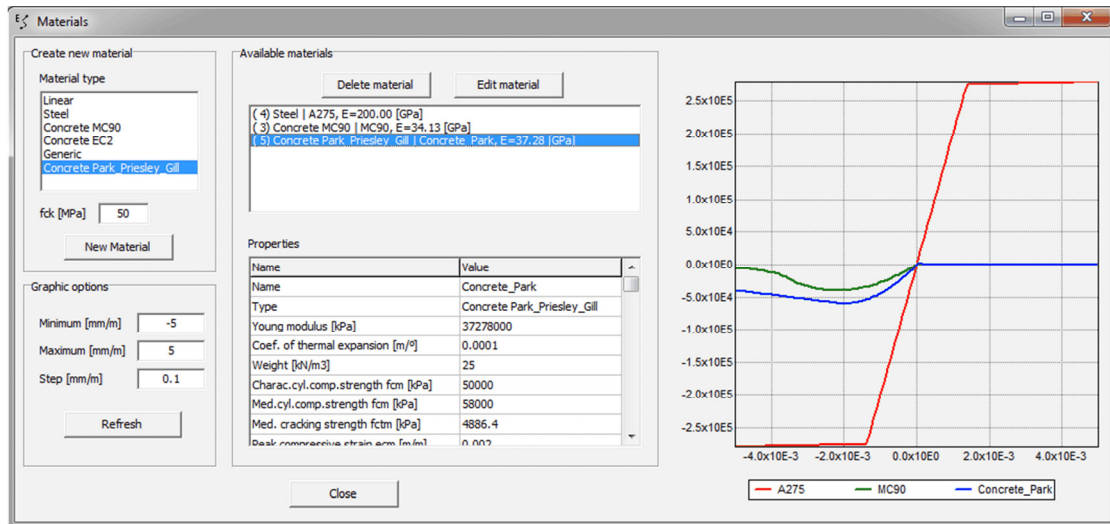 Materials
Create new material
Material type
Linear
Steel
Concrete MC90
Concrete EC2
Generic
Concrete Park_Priesley_Gill
fck [MPa] 50
New Material
Graphic options
Minimum [mm/m] -5
Maximum [mm/m] 5
Step [mm/m] 0.1
Refresh
Available materials
Delete material Edit material
( 4) Steel | A275, E=200.00 [GPa]
( 3) Concrete MC90 | MC90, E=34.13 [GPa]
( 5) Concrete Park_Priesley_Gill | Concrete_Park, E=37.28 [GPa]
Properties
Name Value
Name Concrete_Park
Type Concrete Park_Priesley_Gill
Young modulus [kPa] 37278000
Coef. of thermal expansion [m/º] 0.0001
Weight [kN/m3] 25
Charac.cyl.comp.strength fcm [kPa] 50000
Med.cyl.comp.strength fcm [kPa] 58000
Med. cracking strength fctm [kPa] 4886.4
Peak compressive strain ecm [m/m] 0.002
Close
2.5x10E5
2.0x10E5
1.5x10E5
1.0x10E5
5.0x10E4
0.0x10E0
-5.0x10E4
-1.0x10E5
-1.5x10E5
-2.0x10E5
-2.5x10E5
-4.0x10E-3 -2.0x10E-3 0.0x10E0 2.0x10E-3 4.0x10E-3
A275 MC90 Concrete_Park